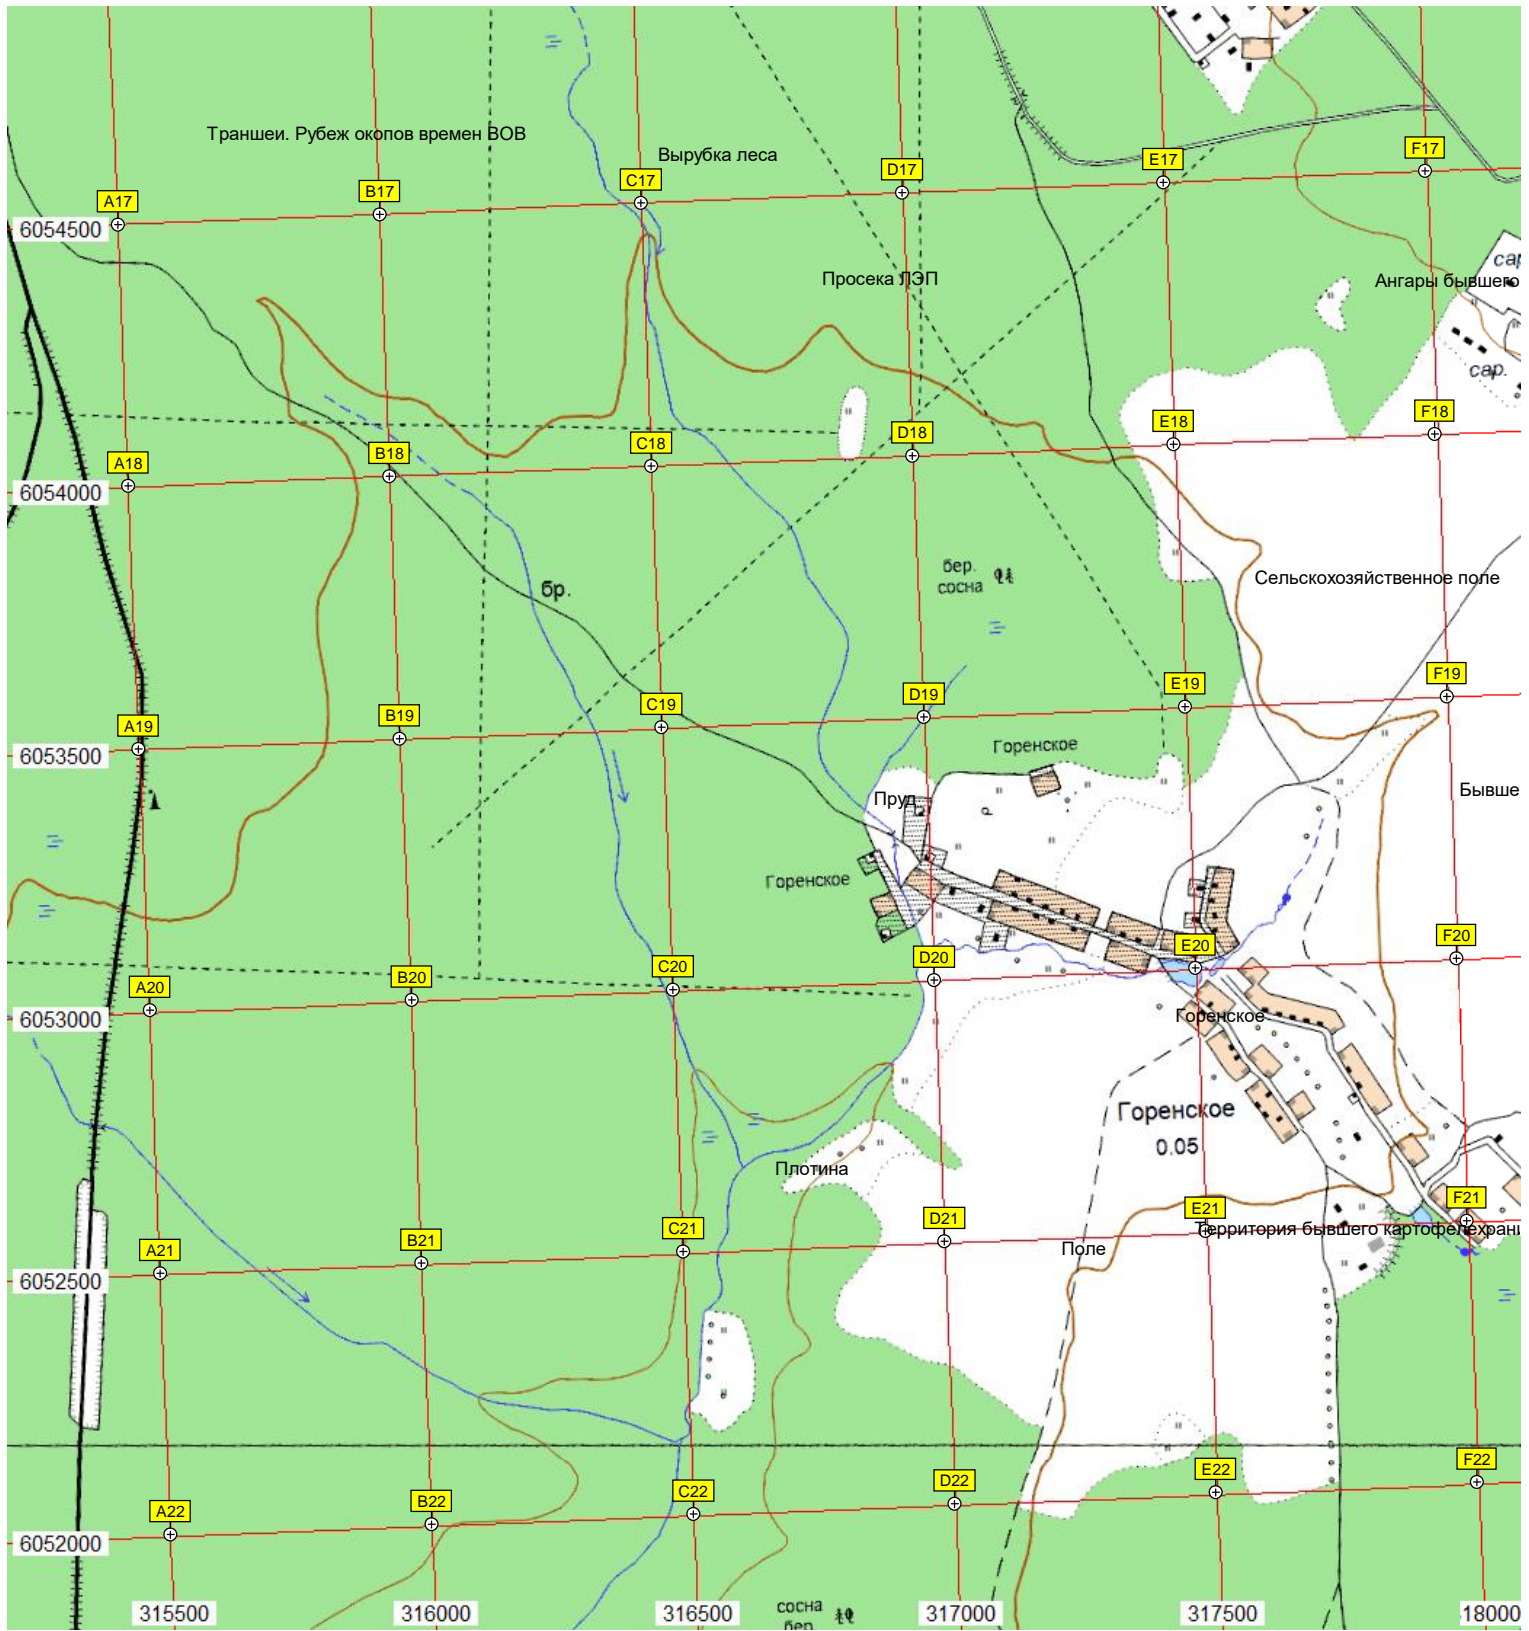 Траншеи. Рубеж окопов времен ВОВ
Вырубка леса
A17
B17
C17
D17
E17
F17
6054500
Просека ЛЭП
Ангары бывшего
сар.
A18
B18
C18
D18
E18
F18
6054000
бр.
бер.
сосна
Сельскохозяйственное поле
A19
B19
C19
D19
E19
F19
6053500
Горенское
Пруд
Р
Бывше
Горенское
A20
B20
C20
D20
E20
F20
6053000
Горенское
Горенское
0.05
Плотина
A21
B21
C21
D21
E21
F21
Территория бывшего картофелехрани
Поле
6052500
A22
B22
C22
D22
E22
F22
6052000
сосна
бер.
315500
316000
316500
317000
317500
18000